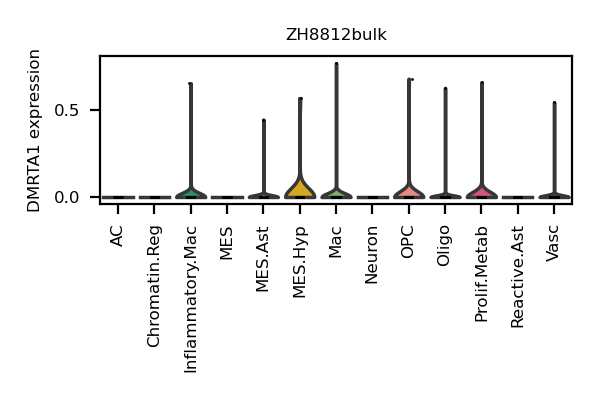 ZH8812bulk
DMRTA1 expression
0.5
0.0
AC
Chromatin.Reg
Inflammatory.Mac
MES
MES.Ast
MES.Hyp
Mac
Neuron
OPC
Oligo
Prolif.Metab
Reactive.Ast
Vasc